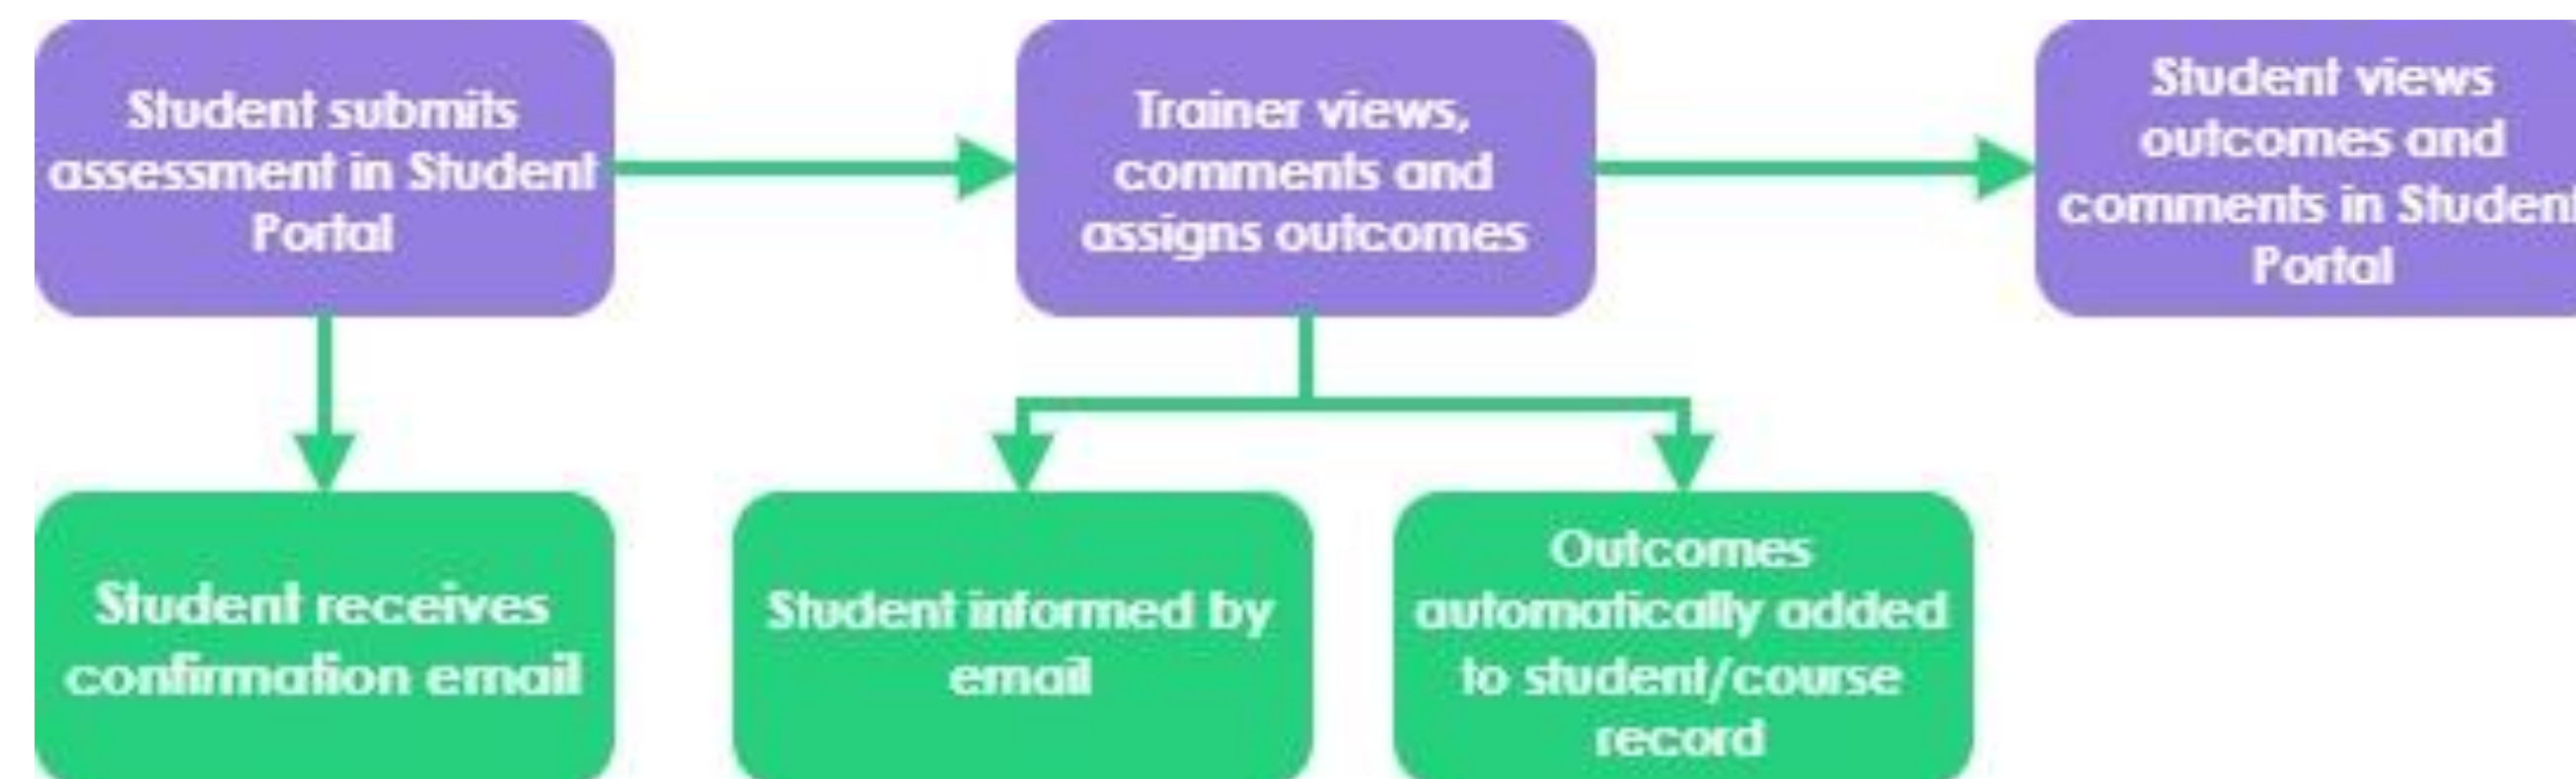 Student submits
assessment in Student
Portal
Trainer views,
comments and
assigns outcomes
Student views
outcomes and
comments in Student
Portal
Student receives
confirmation email
Student informed by
email
Outcomes
automatically added
to student/course
record